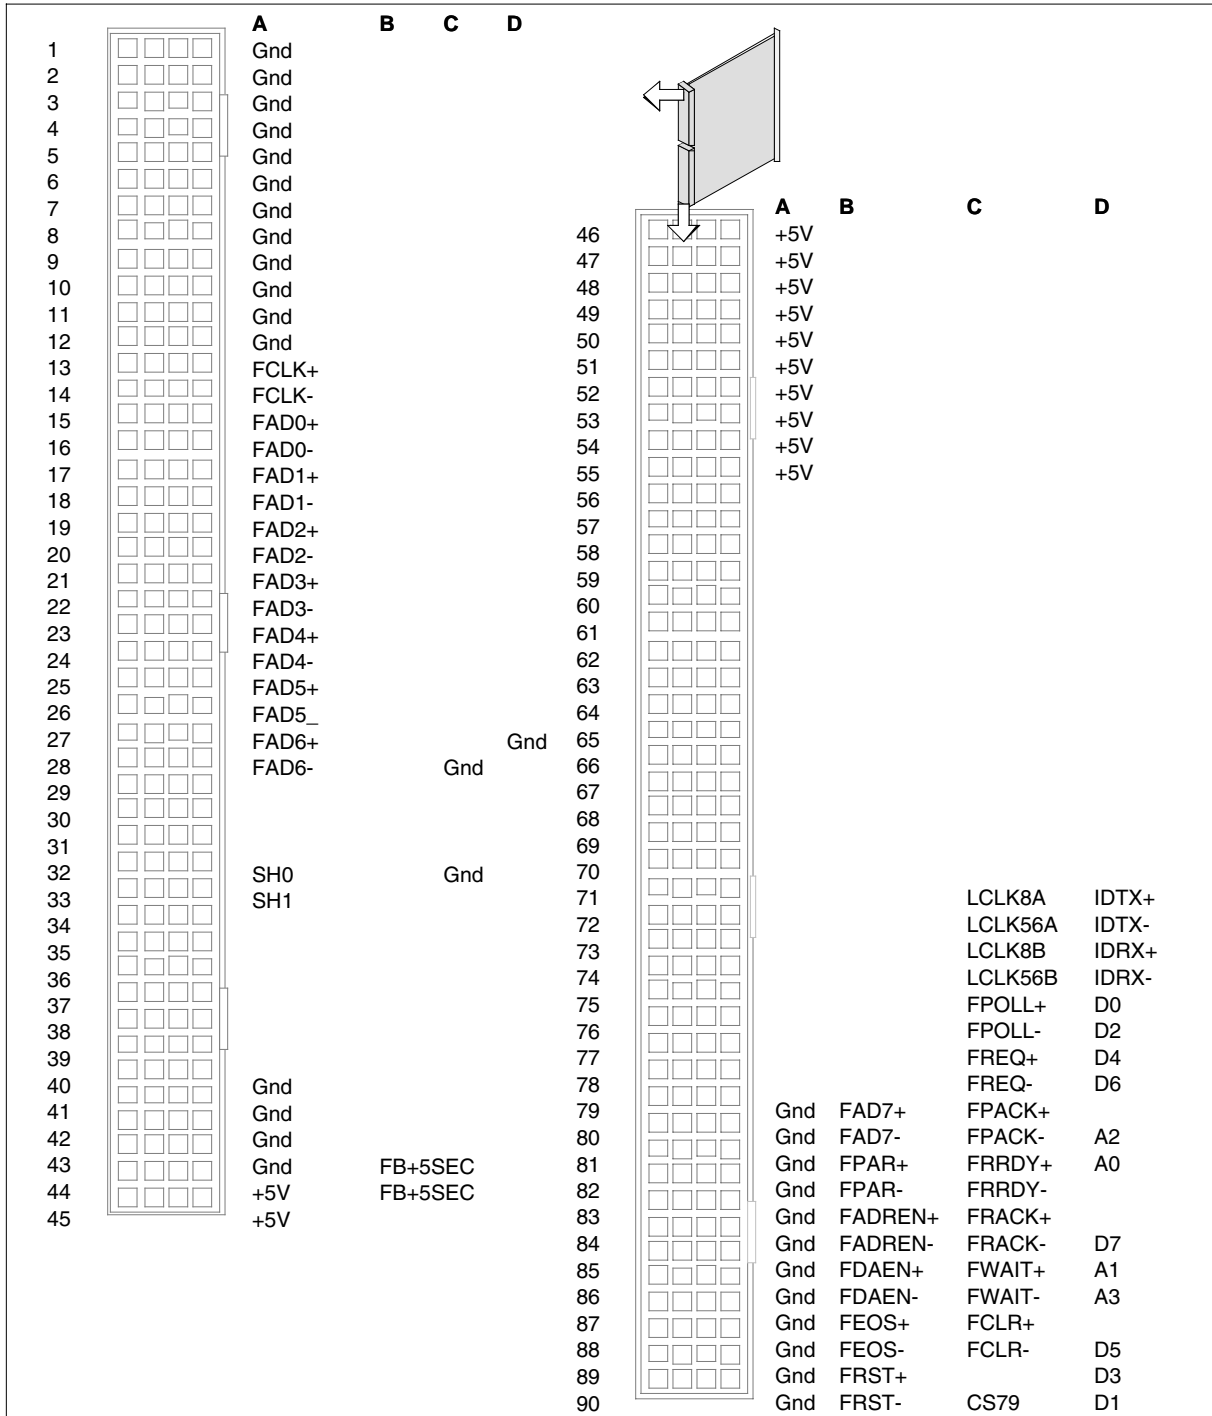 A B C D
1 Gnd
2 Gnd
3 Gnd
4 Gnd
5 Gnd
6 Gnd
7 Gnd
8 Gnd
9 Gnd
10 Gnd
11 Gnd
12 Gnd
13 FCLK+
14 FCLK-
15 FAD0+
16 FAD0-
17 FAD1+
18 FAD1-
19 FAD2+
20 FAD2-
21 FAD3+
22 FAD3-
23 FAD4+
24 FAD4-
25 FAD5+
26 FAD5_
27 FAD6+ Gnd
28 FAD6- Gnd
29
30
31
32 SH0 Gnd
33 SH1
34
35
36
37
38
39
40 Gnd
41 Gnd
42 Gnd
43 Gnd FB+5SEC
44 +5V FB+5SEC
45 +5V
A B C D
46 +5V
47 +5V
48 +5V
49 +5V
50 +5V
51 +5V
52 +5V
53 +5V
54 +5V
55 +5V
56
57
58
59
60
61
62
63
64
65
66
67
68
69
70
71 LCLK8A IDTX+
72 LCLK56A IDTX-
73 LCLK8B IDRX+
74 LCLK56B IDRX-
75 FPOLL+ D0
76 FPOLL- D2
77 FREQ+ D4
78 FREQ- D6
79 Gnd FAD7+ FPACK+
80 Gnd FAD7- FPACK- A2
81 Gnd FPAR+ FRRDY+ A0
82 Gnd FPAR- FRRDY-
83 Gnd FADREN+ FRACK+
84 Gnd FADREN- FRACK- D7
85 Gnd FDAEN+ FWAIT+ A1
86 Gnd FDAEN- FWAIT- A3
87 Gnd FEOS+ FCLR+
88 Gnd FEOS- FCLR- D5
89 Gnd FRST+ D3
90 Gnd FRST- CS79 D1